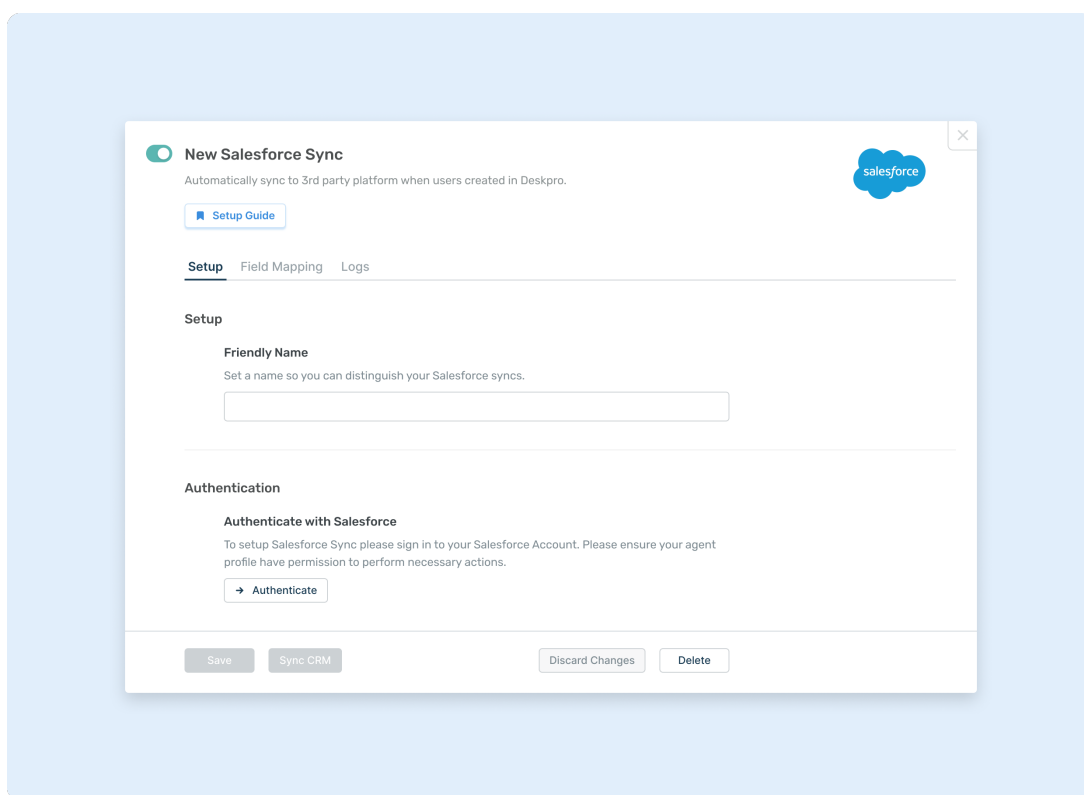 New Salesforce Sync
Automatically sync to 3rd party platform when users created in Deskpro.
salesforce
Setup Guide
Setup Field Mapping Logs
Setup
Friendly Name
Set a name so you can distinguish your Salesforce syncs.
Authentication
Authenticate with Salesforce
To setup Salesforce Sync please sign in to your Salesforce Account. Please ensure your agent
profile have permission to perform necessary actions.
Authenticate
Save Sync CRM Discard Changes Delete